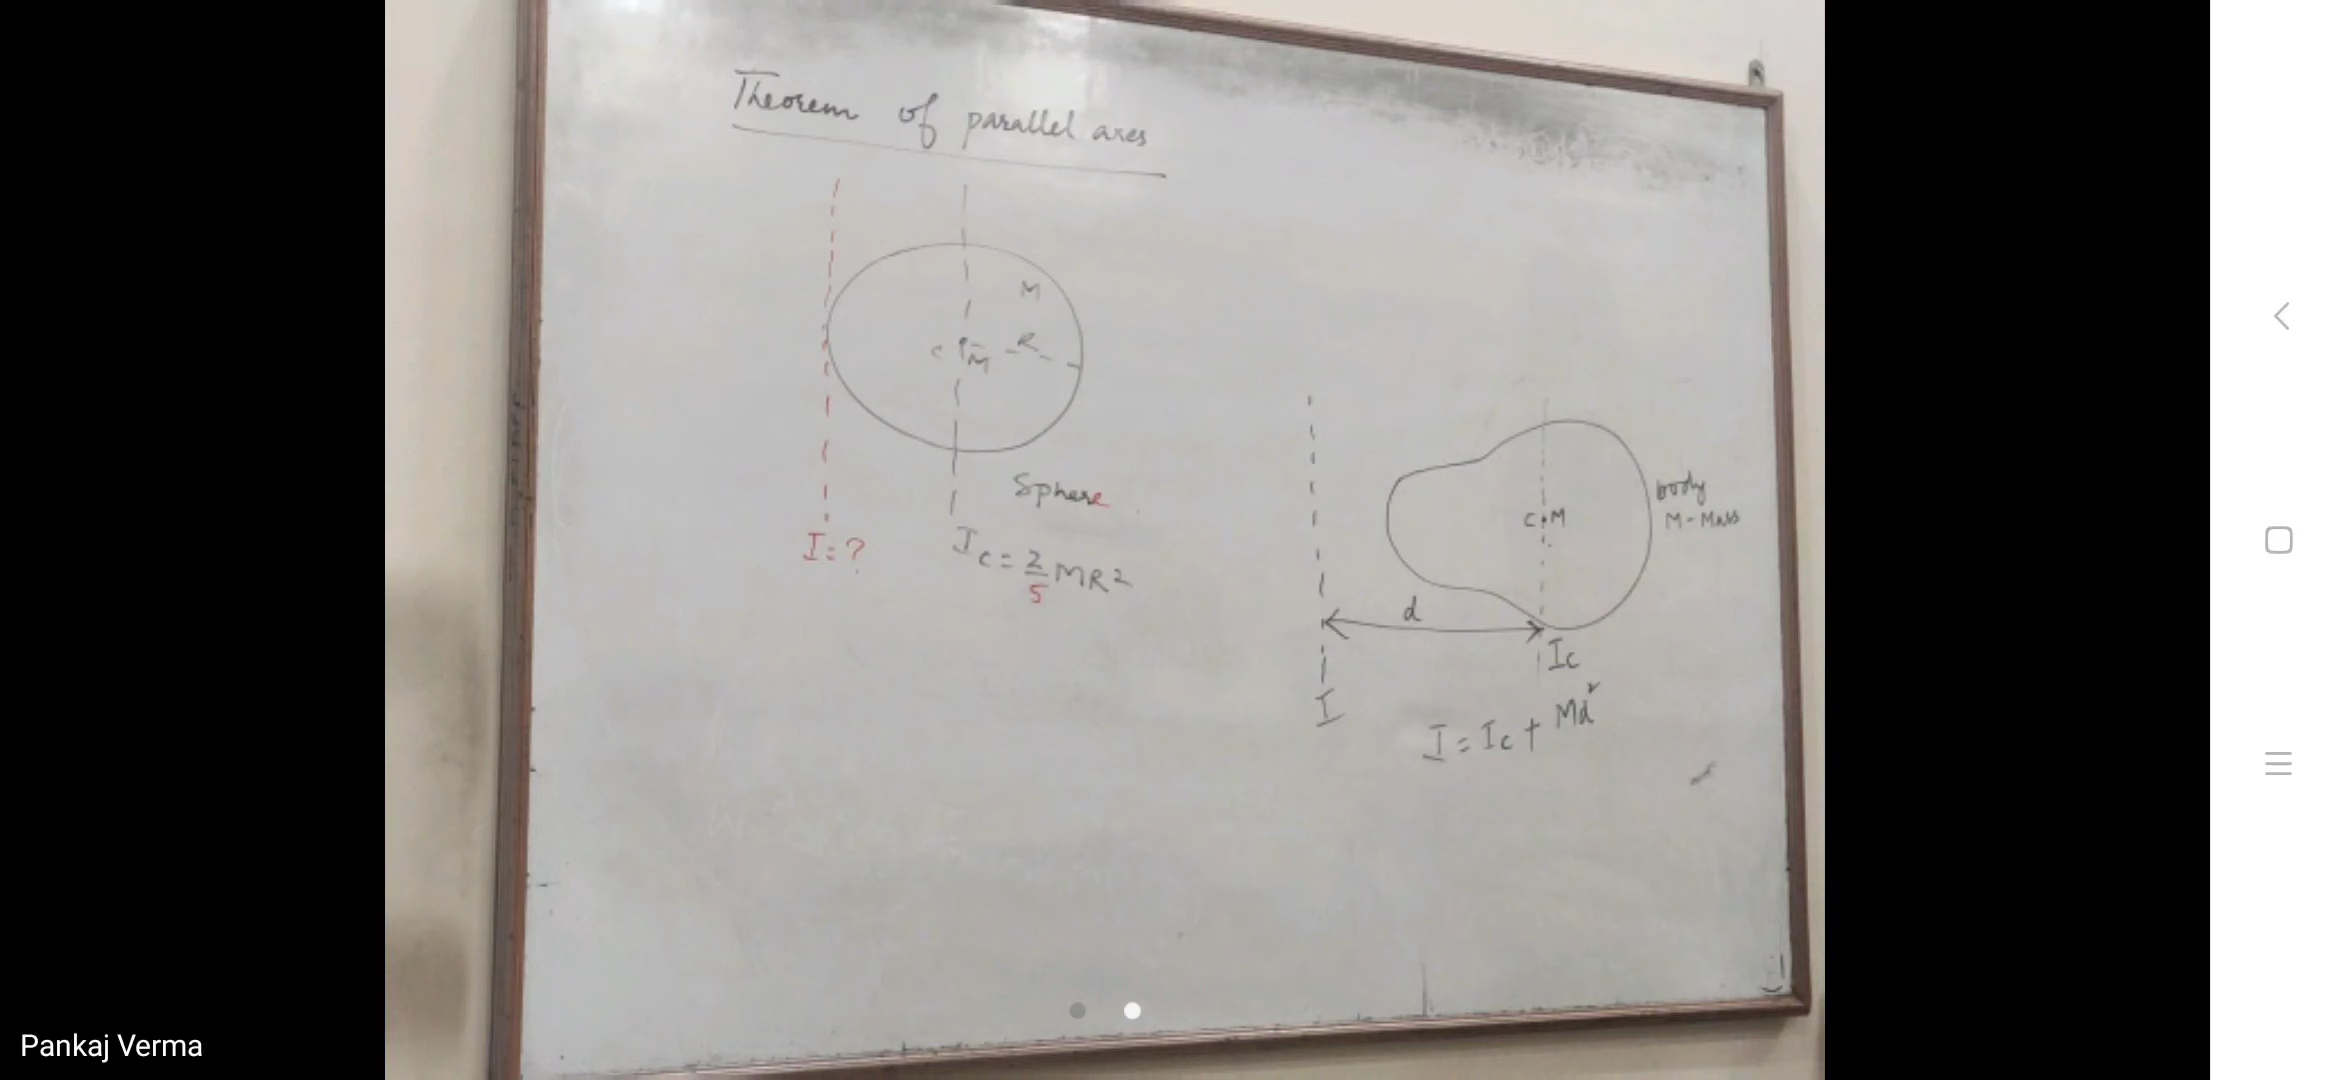 Theorem of parallel axes
M
C M R
Sphere
I = ?
Ic = 2/5 MR²
body
M - Mass
C M
d
Ic
I
I = Ic + Md²
Pankaj Verma